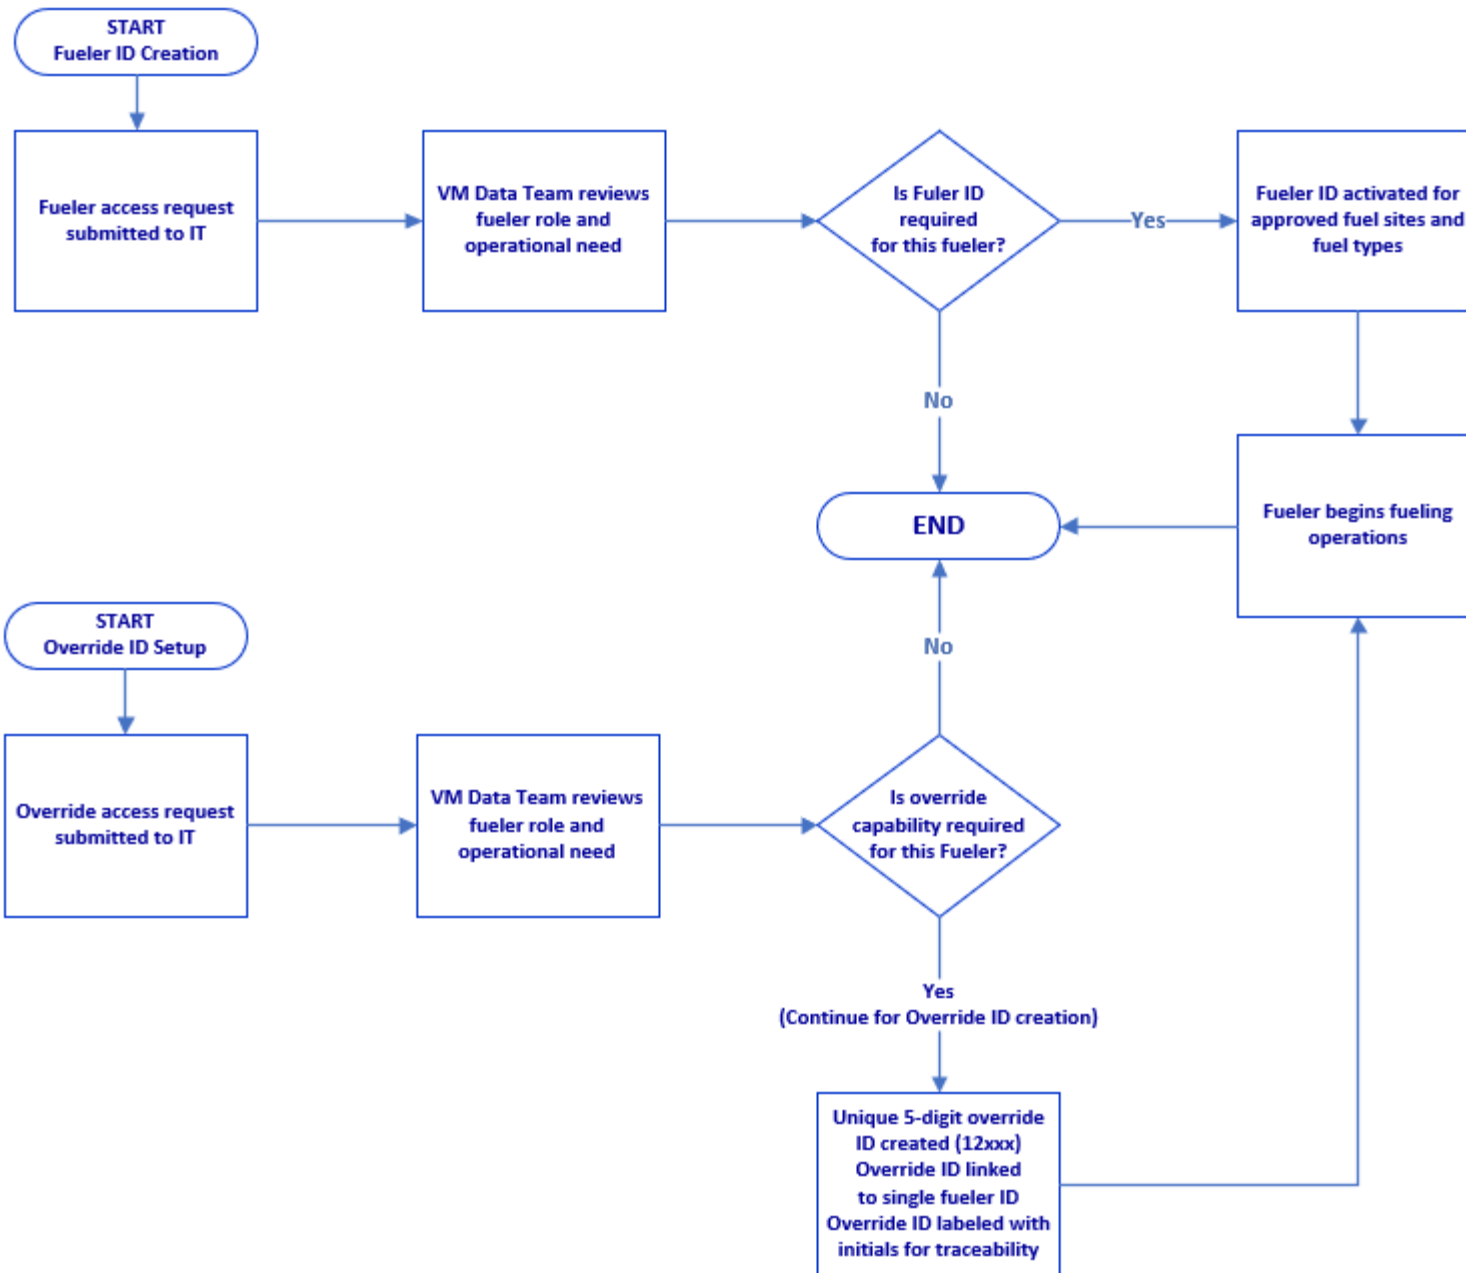 START
Fueler ID Creation
Fueler access request
submitted to IT
VM Data Team reviews
fueler role and
operational need
Is Fuler ID
required
for this fueler?
Yes
Fueler ID activated for
approved fuel sites and
fuel types
No
END
Fueler begins fueling
operations
START
Override ID Setup
No
Override access request
submitted to IT
VM Data Team reviews
fueler role and
operational need
Is override
capability required
for this Fueler?
Yes
(Continue for Override ID creation)
Unique 5-digit override
ID created (12xxx)
Override ID linked
to single fueler ID
Override ID labeled with
initials for traceability